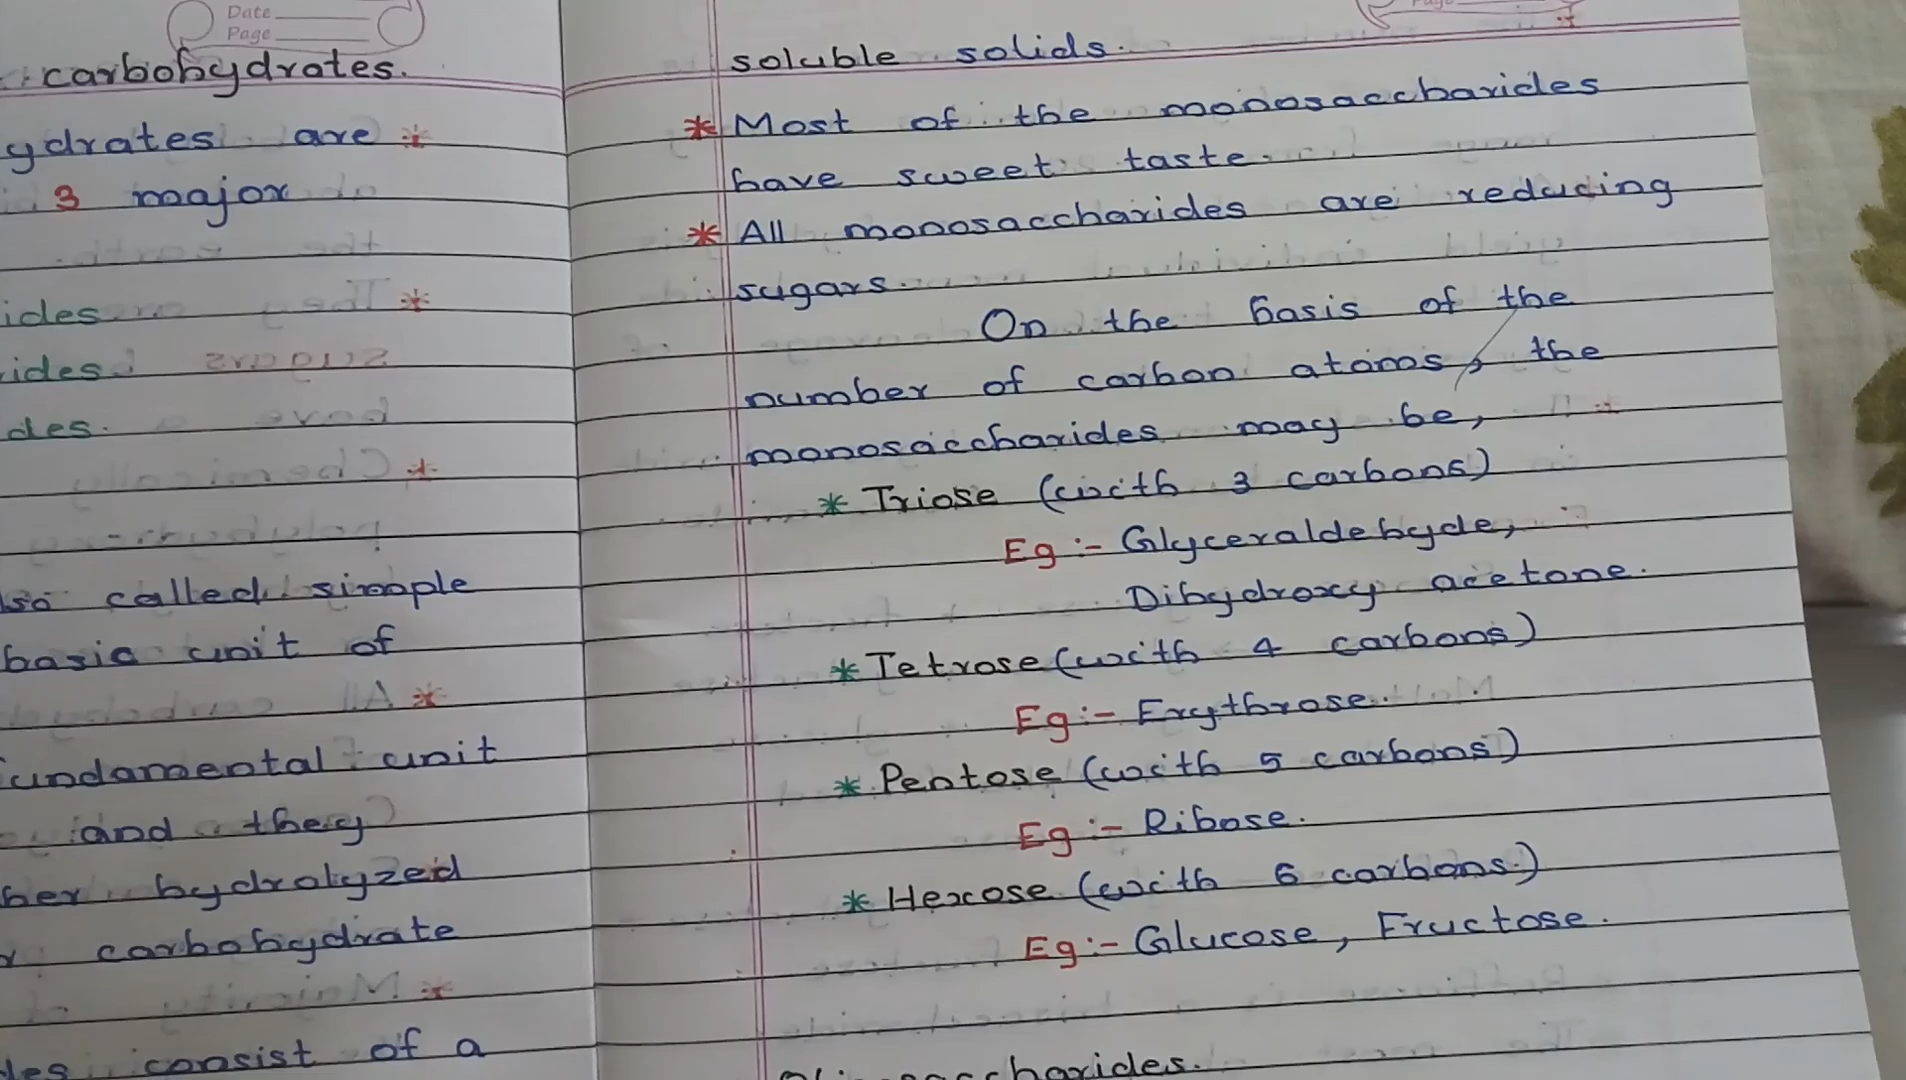 Date
Page
carbohydrates.
ydrates are
3 major
ides
ides
des.
so called simple
basic unit of
undamental unit
and they
her hydrolyzed
carbohydrate
des consist of a
soluble solids.
* Most of the monosaccharides
have sweet taste.
* All monosaccharides are reducing
sugars.
On the basis of the
number of carbon atoms, the
monosaccharides may be,
* Triose (with 3 carbons)
Eg :- Glyceraldehyde,
Dihydroxy acetone.
* Tetrose (with 4 carbons)
Eg :- Erythrose.
* Pentose (with 5 carbons)
Eg :- Ribose.
* Hexose (with 6 carbons)
Eg :- Glucose, Fructose.